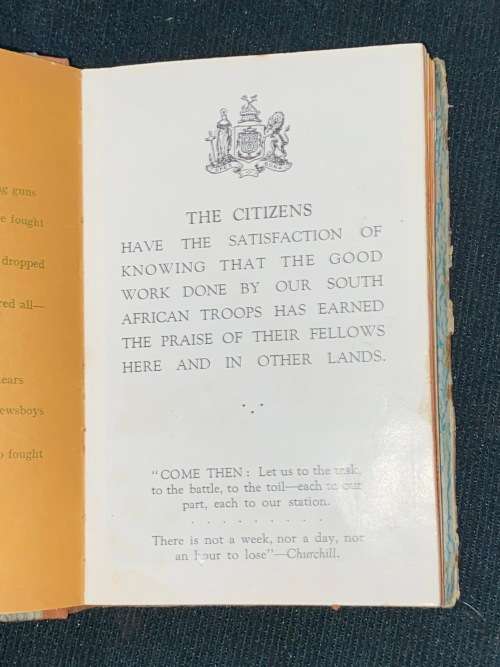 g guns
e fought
dropped
red all—
ears
ewsboys
o fought
THE CITIZENS
HAVE THE SATISFACTION OF
KNOWING THAT THE GOOD
WORK DONE BY OUR SOUTH
AFRICAN TROOPS HAS EARNED
THE PRAISE OF THEIR FELLOWS
HERE AND IN OTHER LANDS.
"COME THEN: Let us to the task,
to the battle, to the toil—each to our
part, each to our station.
. . . . . . . . .
There is not a week, nor a day, nor
an hour to lose"—Churchill.